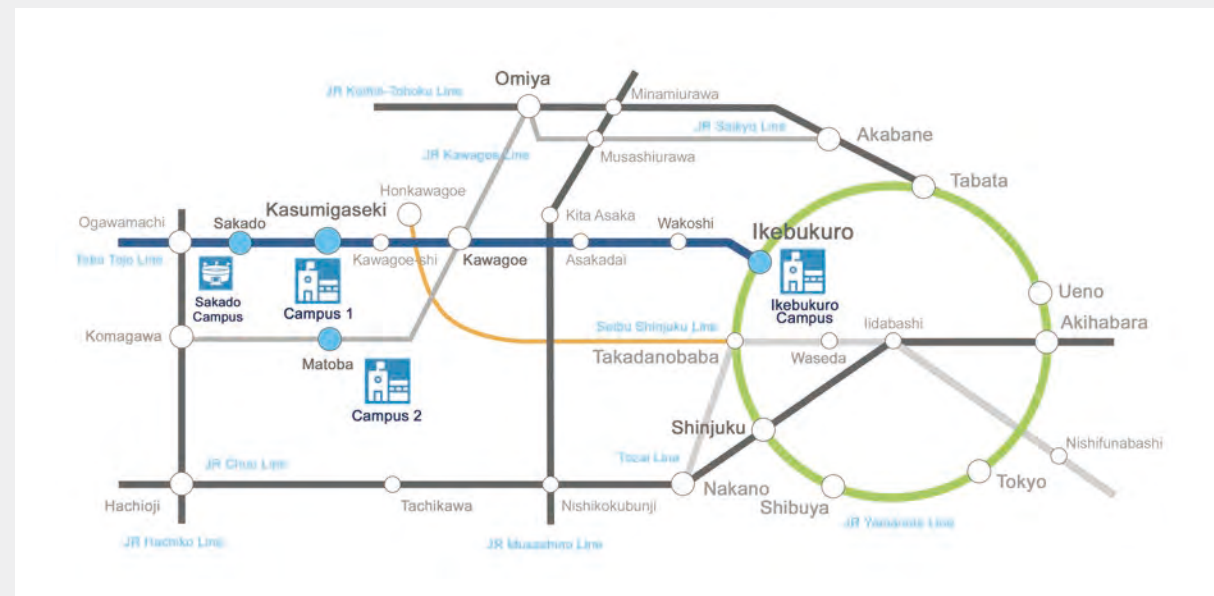 Omiya
JR Keihin-Tohoku Line
Minamiurawa
JR Saikyo Line
Akabane
JR Kawagoe Line
Musashiurawa
Tabata
Honkawagoe
Ogawamachi
Sakado
Kasumigaseki
Kita Asaka
Wakoshi
Ikebukuro
Tobu Tojo Line
Kawagoe-shi
Kawagoe
Asakadai
Sakado
Campus
Campus 1
Ikebukuro
Campus
Ueno
Komagawa
Seibu Shinjuku Line
Iidabashi
Akihabara
Matoba
Takadanobaba
Waseda
Campus 2
Shinjuku
Nishifunabashi
JR Chuo Line
Tozai Line
Hachioji
Tachikawa
Nishikokubunji
Nakano
Shibuya
Tokyo
JR Yamanote Line
JR Hachiko Line
JR Musashino Line